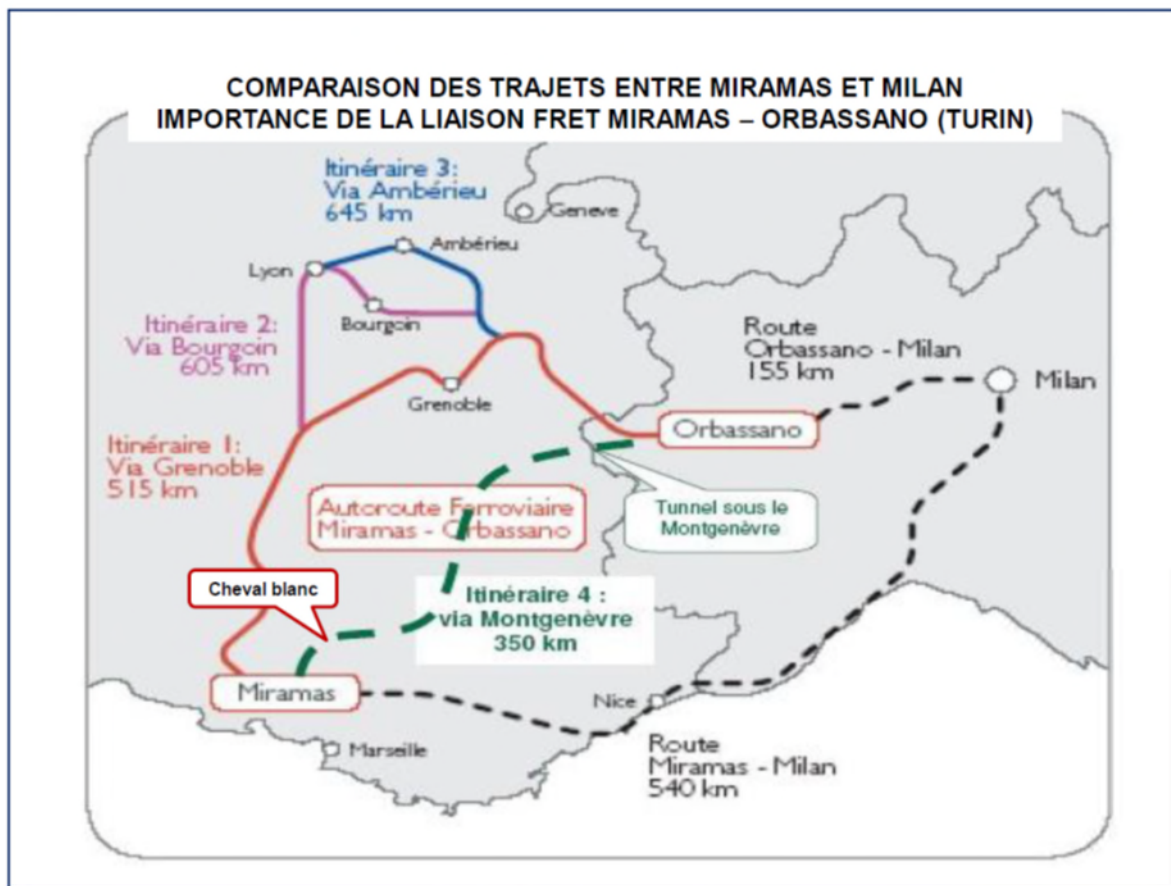 COMPARAISON DES TRAJETS ENTRE MIRAMAS ET MILAN
IMPORTANCE DE LA LIAISON FRET MIRAMAS – ORBASSANO (TURIN)
Itinéraire 3:
Via Ambérieu
645 km
Geneve
Ambérieu
Lyon
Bourgoin
Itinéraire 2:
Via Bourgoin
605 km
Route
Orbassano - Milan
155 km
Milan
Grenoble
Orbassano
Itinéraire 1:
Via Grenoble
515 km
Autoroute Ferroviaire
Miramas - Orbassano
Tunnel sous le
Montgenèvre
Cheval blanc
Itinéraire 4 :
via Montgenèvre
350 km
Miramas
Nice
Marseille
Route
Miramas - Milan
540 km